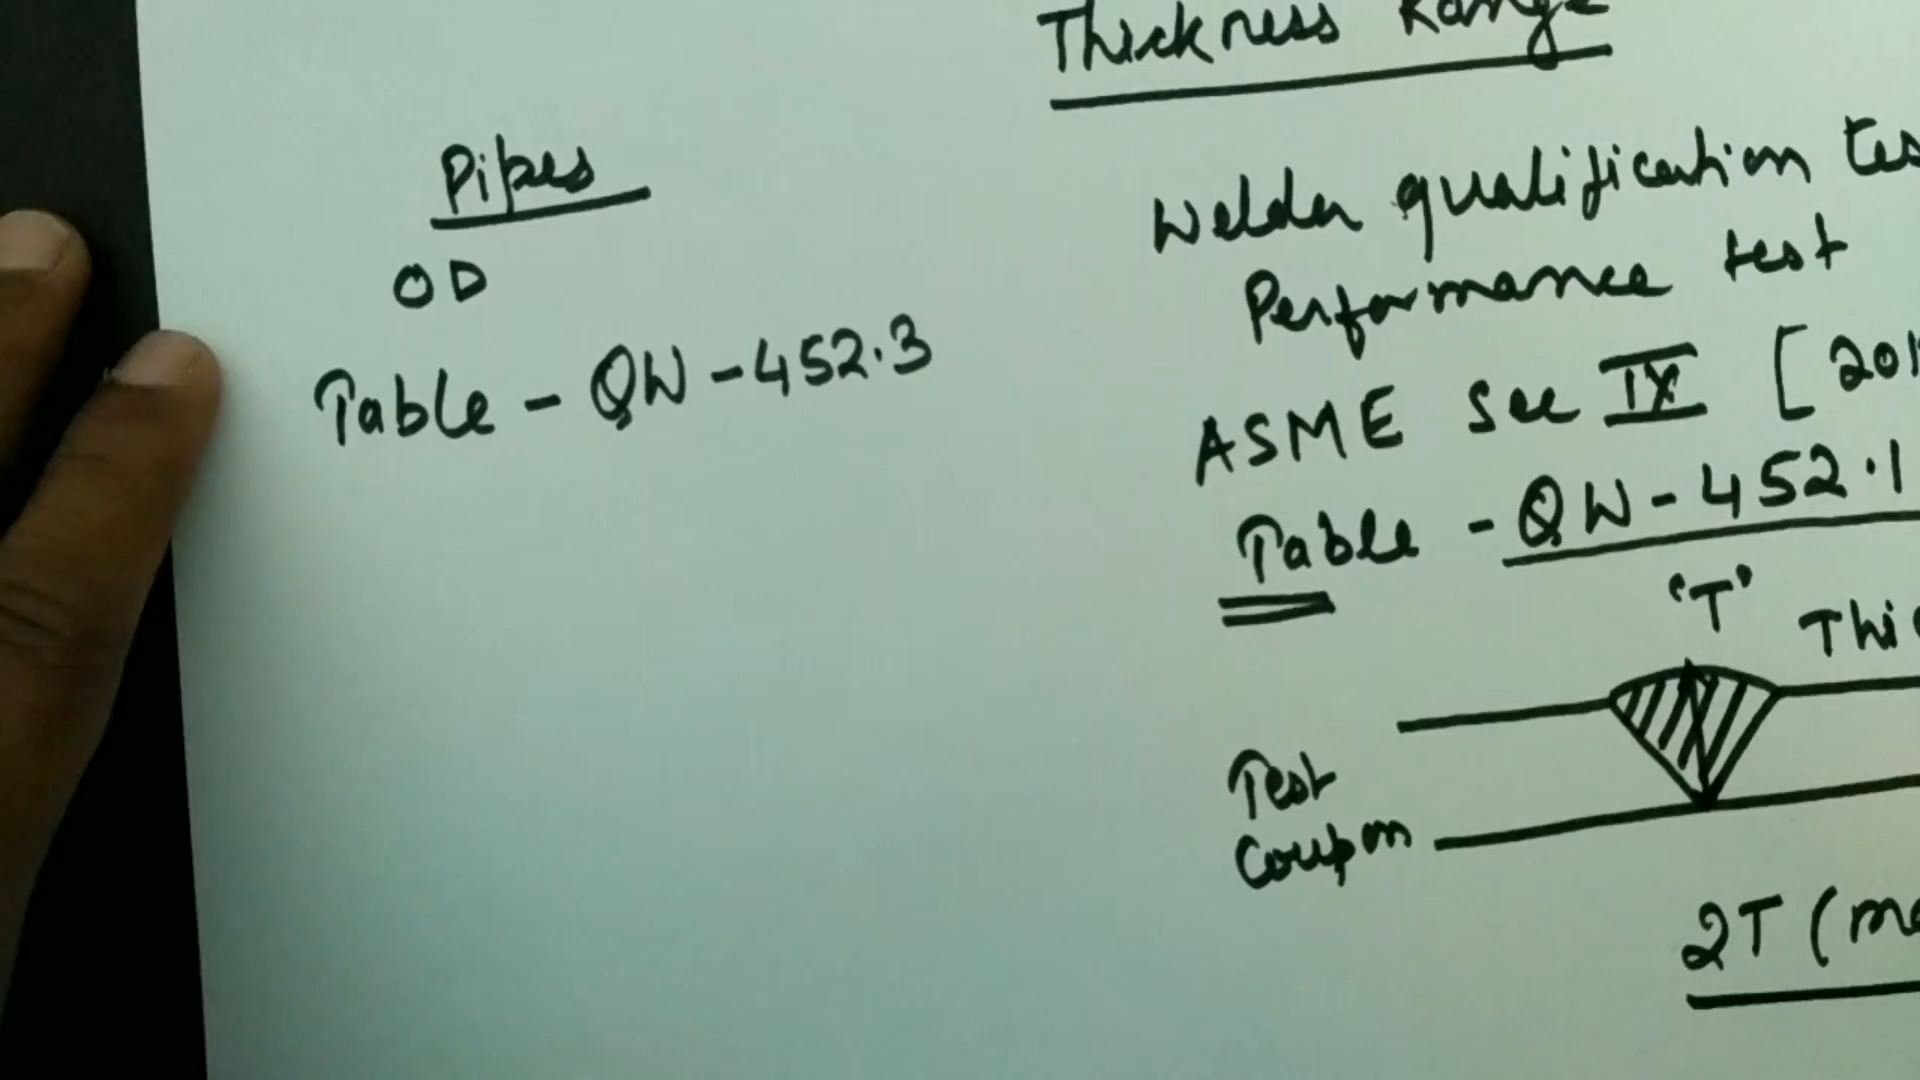 Thickness Range
Pipes
OD
Table - QW-452.3
Welder qualification
Performance test
ASME Sec IX [
Table - QW-452.1
'T'
Test
Coupon
2T (